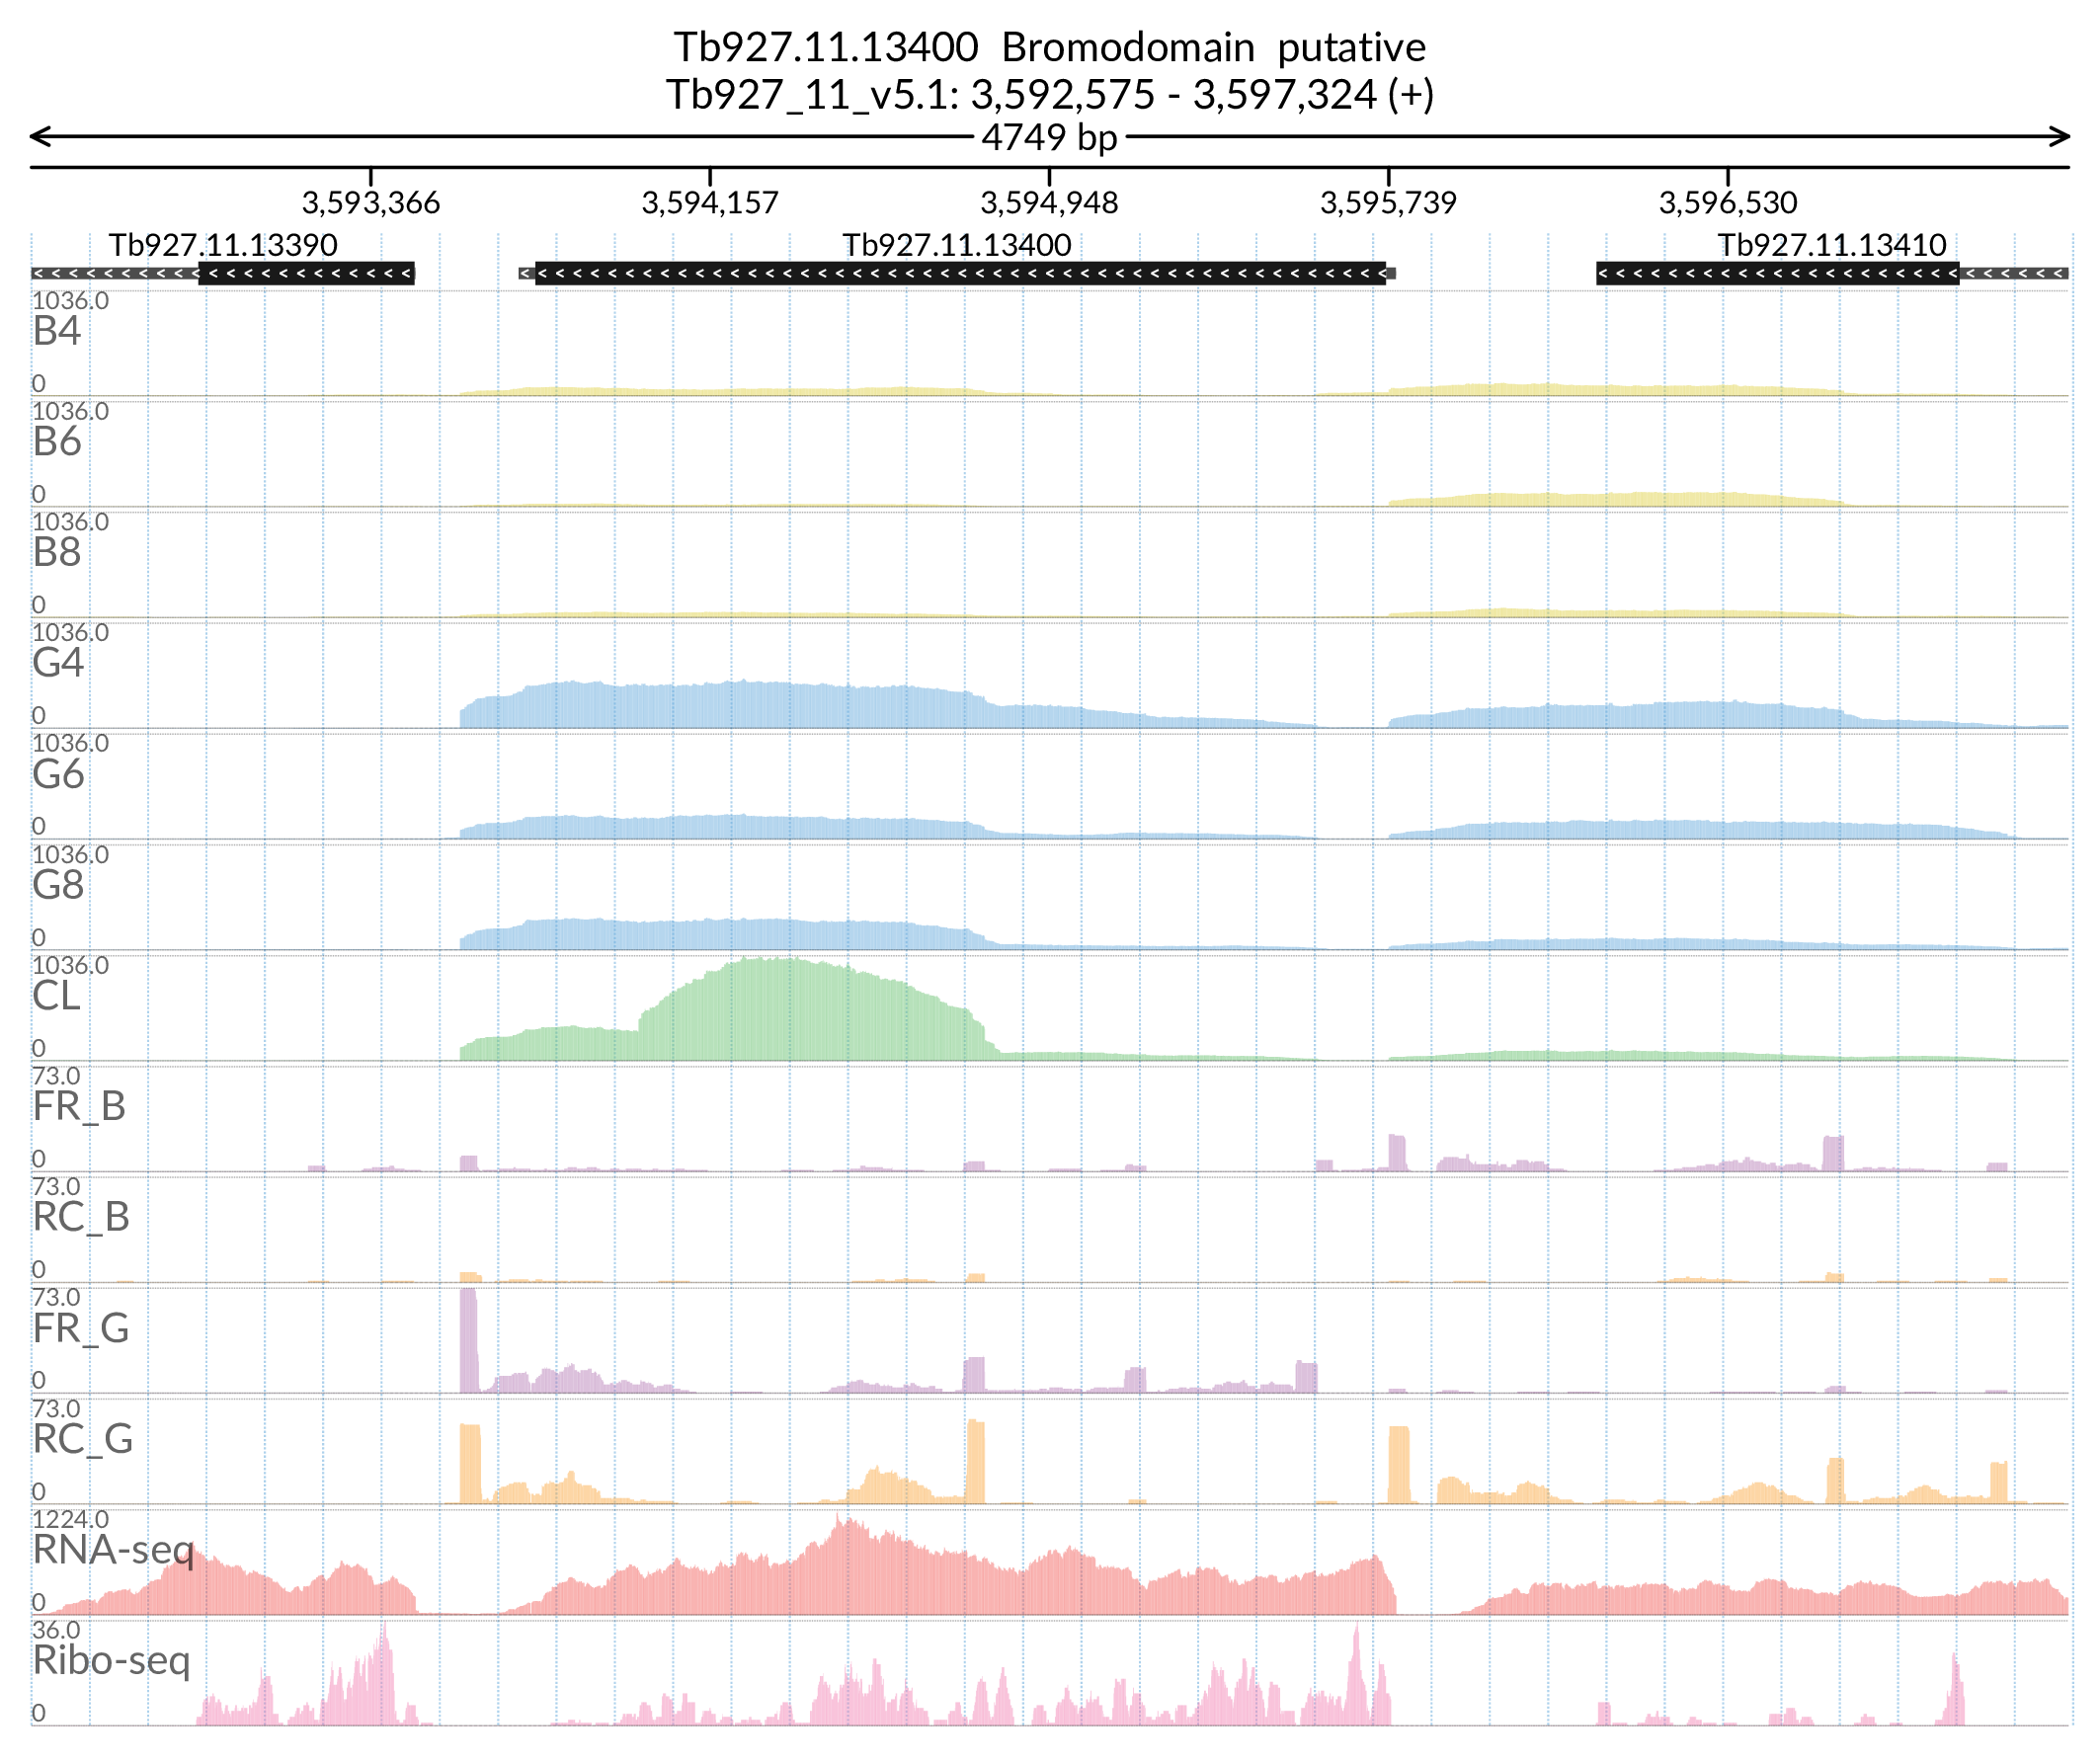 Tb927.11.13400 Bromodomain putative
Tb927_11_v5.1: 3,592,575 - 3,597,324 (+)
4749 bp
3,593,366 3,594,157 3,594,948 3,595,739 3,596,530
Tb927.11.13390 Tb927.11.13400 Tb927.11.13410
1036.0
B4
0
1036.0
B6
0
1036.0
B8
0
1036.0
G4
0
1036.0
G6
0
1036.0
G8
0
1036.0
CL
0
73.0
FR_B
0
73.0
RC_B
0
73.0
FR_G
0
73.0
RC_G
0
1224.0
RNA-seq
0
36.0
Ribo-seq
0